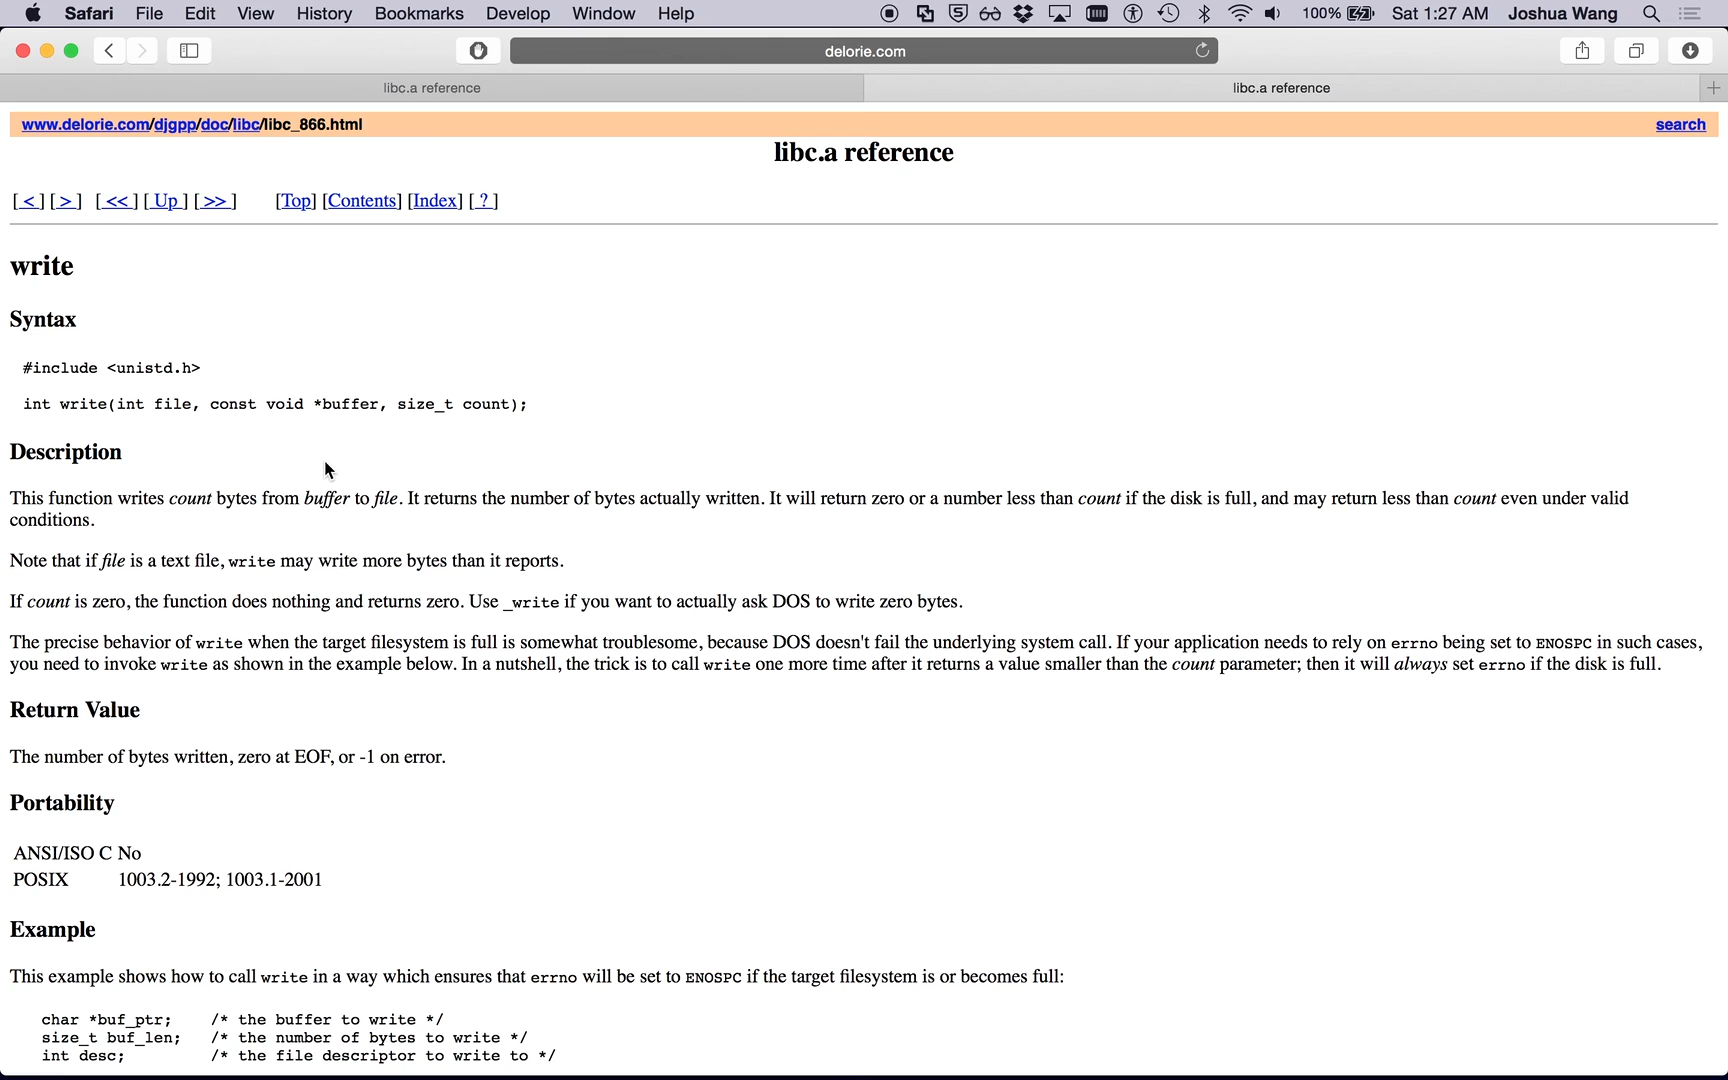 Safari File Edit View History Bookmarks Develop Window Help 100% Sat 1:27 AM Joshua Wang
delorie.com
libc.a reference libc.a reference
www.delorie.com/djgpp/doc/libc/libc_866.html search
libc.a reference
[ < ] [ > ] [ << ] [ Up ] [ >> ] [Top] [Contents] [Index] [ ? ]
write
Syntax
#include <unistd.h>
int write(int file, const void *buffer, size_t count);
Description
This function writes count bytes from buffer to file. It returns the number of bytes actually written. It will return zero or a number less than count if the disk is full, and may return less than count even under valid
conditions.
Note that if file is a text file, write may write more bytes than it reports.
If count is zero, the function does nothing and returns zero. Use _write if you want to actually ask DOS to write zero bytes.
The precise behavior of write when the target filesystem is full is somewhat troublesome, because DOS doesn't fail the underlying system call. If your application needs to rely on errno being set to ENOSPC in such cases,
you need to invoke write as shown in the example below. In a nutshell, the trick is to call write one more time after it returns a value smaller than the count parameter; then it will always set errno if the disk is full.
Return Value
The number of bytes written, zero at EOF, or -1 on error.
Portability
ANSI/ISO C No
POSIX 1003.2-1992; 1003.1-2001
Example
This example shows how to call write in a way which ensures that errno will be set to ENOSPC if the target filesystem is or becomes full:
char *buf_ptr; /* the buffer to write */
size_t buf_len; /* the number of bytes to write */
int desc; /* the file descriptor to write to */